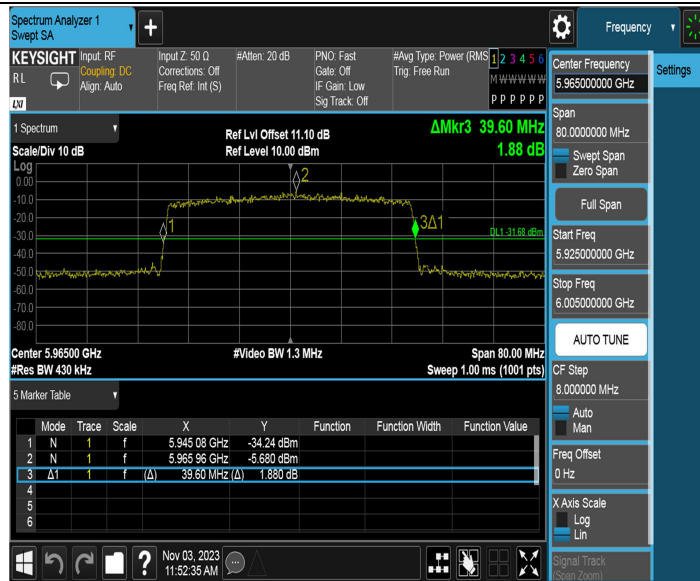 Spectrum Analyzer 1
Swept SA
Frequency
KEYSIGHT Input: RF Input Z: 50 Ω #Atten: 20 dB PNO: Fast #Avg Type: Power (RMS 1 2 3 4 5 6
RL Coupling: DC Corrections: Off Gate: Off Trig: Free Run
Align: Auto Freq Ref: Int (S) IF Gain: Low M W W W W W
LXI Sig Track: Off P P P P P P
1 Spectrum
Scale/Div 10 dB Ref Lvl Offset 11.10 dB ΔMkr3 39.60 MHz
Ref Level 10.00 dBm 1.88 dB
Log
0.00
-10.0
-20.0
-30.0
-40.0
-50.0
-60.0
-70.0
-80.0
2
1
3Δ1
DL1 -31.68 dBm
Center 5.96500 GHz #Video BW 1.3 MHz Span 80.00 MHz
#Res BW 430 kHz Sweep 1.00 ms (1001 pts)
5 Marker Table
Mode Trace Scale X Y Function Function Width Function Value
1 N 1 f 5.945 08 GHz -34.24 dBm
2 N 1 f 5.965 96 GHz -5.680 dBm
3 Δ1 1 f (Δ) 39.60 MHz (Δ) 1.880 dB
4
5
6
? Nov 03, 2023
11:52:35 AM
Center Frequency
5.965000000 GHz
Settings
Span
80.0000000 MHz
Swept Span
Zero Span
Full Span
Start Freq
5.925000000 GHz
Stop Freq
6.005000000 GHz
AUTO TUNE
CF Step
8.000000 MHz
Auto
Man
Freq Offset
0 Hz
X Axis Scale
Log
Lin
Signal Track
(Span Zoom)